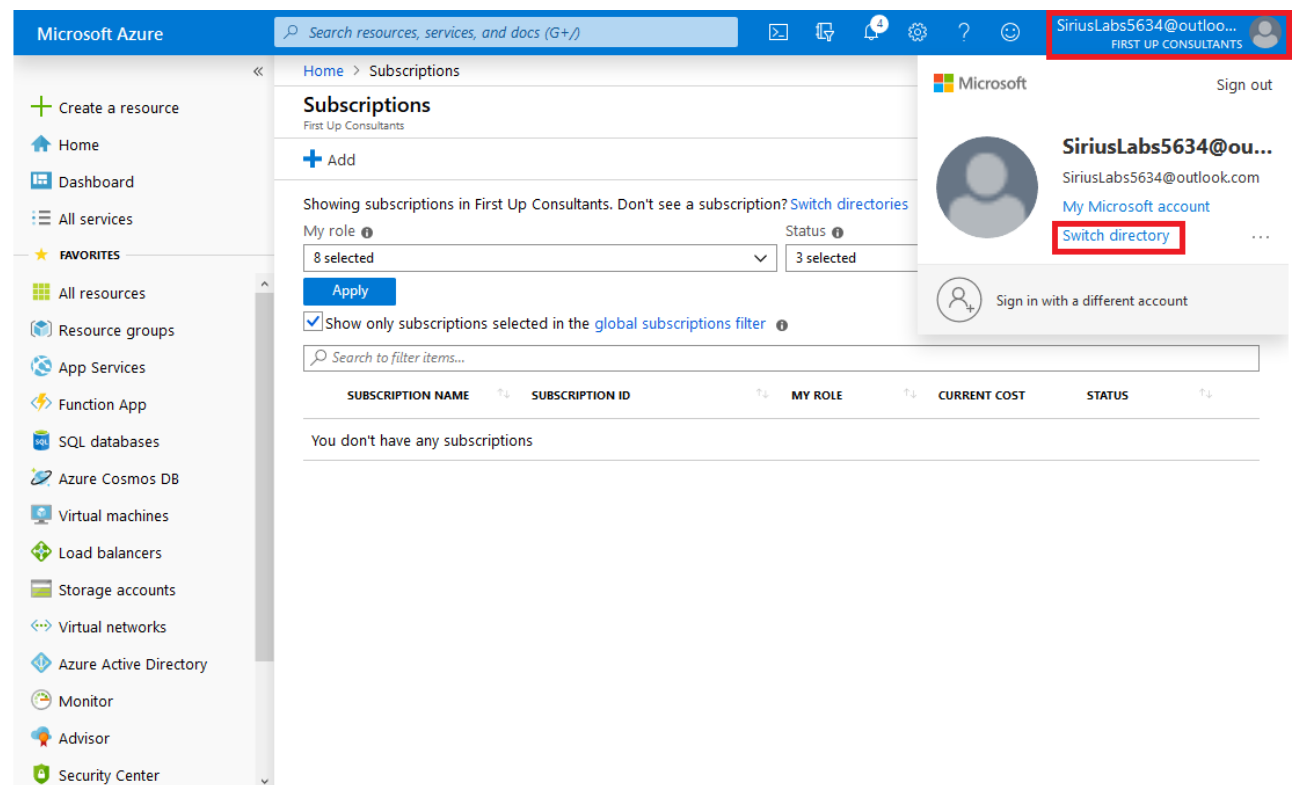 Microsoft Azure
Search resources, services, and docs (G+/)
4
SiriusLabs5634@outloo...
FIRST UP CONSULTANTS
«
Create a resource
Home
Dashboard
All services
FAVORITES
All resources
Resource groups
App Services
Function App
SQL databases
Azure Cosmos DB
Virtual machines
Load balancers
Storage accounts
Virtual networks
Azure Active Directory
Monitor
Advisor
Security Center
Home > Subscriptions
Subscriptions
First Up Consultants
Add
Showing subscriptions in First Up Consultants. Don't see a subscription? Switch directories
My role
Status
8 selected
3 selected
Apply
Show only subscriptions selected in the global subscriptions filter
Search to filter items...
SUBSCRIPTION NAME SUBSCRIPTION ID MY ROLE CURRENT COST STATUS
You don't have any subscriptions
Microsoft
Sign out
SiriusLabs5634@ou...
SiriusLabs5634@outlook.com
My Microsoft account
Switch directory
...
Sign in with a different account